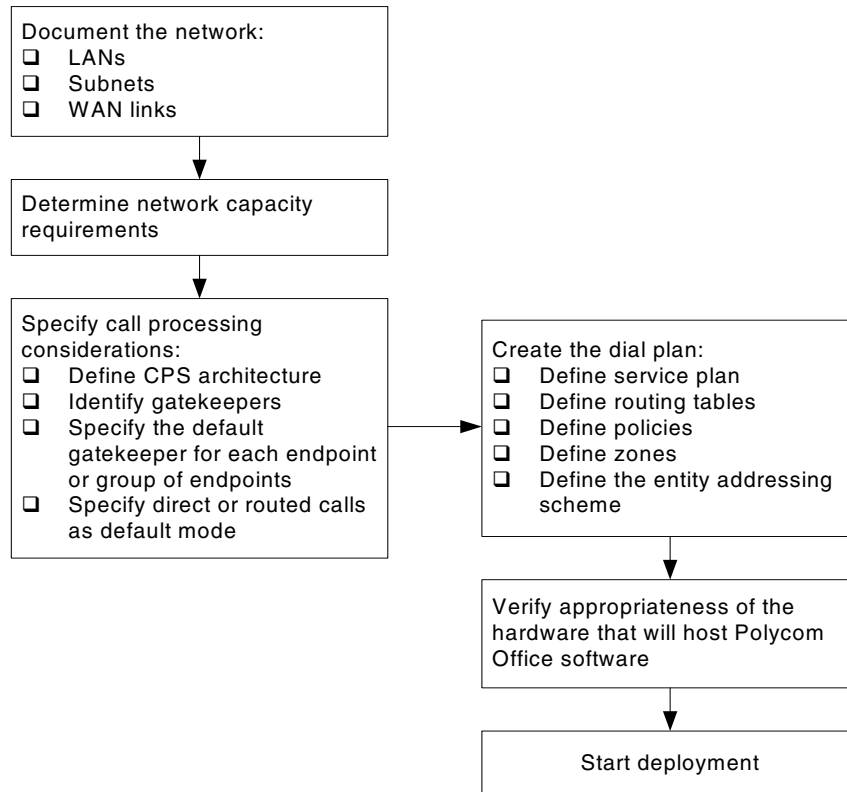 Document the network:
❑ LANs
❑ Subnets
❑ WAN links
Determine network capacity
requirements
Specify call processing
considerations:
❑ Define CPS architecture
❑ Identify gatekeepers
❑ Specify the default
gatekeeper for each endpoint
or group of endpoints
❑ Specify direct or routed calls
as default mode
Create the dial plan:
❑ Define service plan
❑ Define routing tables
❑ Define policies
❑ Define zones
❑ Define the entity addressing
scheme
Verify appropriateness of the
hardware that will host Polycom
Office software
Start deployment